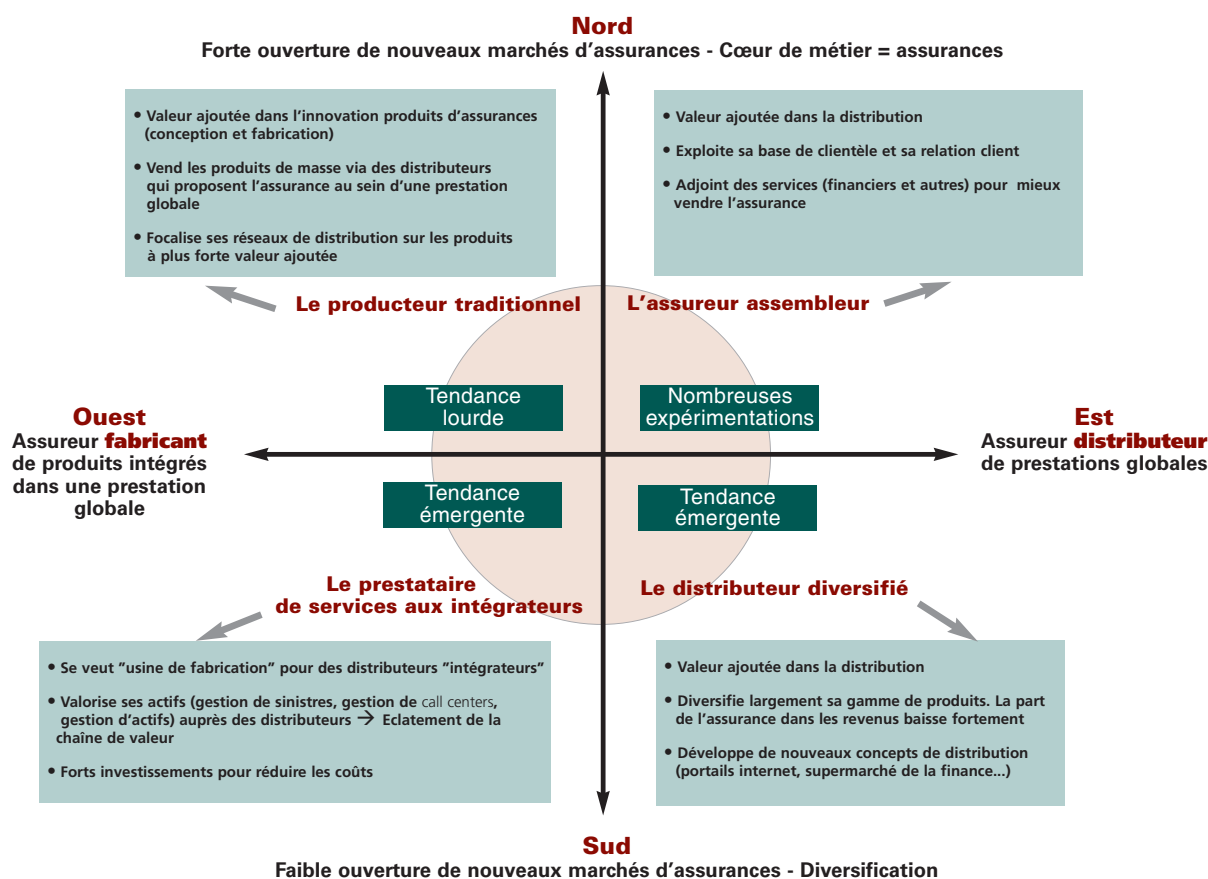 Nord
Forte ouverture de nouveaux marchés d’assurances - Cœur de métier = assurances
• Valeur ajoutée dans l’innovation produits d’assurances
(conception et fabrication)
• Vend les produits de masse via des distributeurs
qui proposent l’assurance au sein d’une prestation
globale
• Focalise ses réseaux de distribution sur les produits
à plus forte valeur ajoutée
• Valeur ajoutée dans la distribution
• Exploite sa base de clientèle et sa relation client
• Adjoint des services (financiers et autres) pour mieux
vendre l’assurance
Le producteur traditionnel
L’assureur assembleur
Tendance
lourde
Nombreuses
expérimentations
Ouest
Assureur fabricant
de produits intégrés
dans une prestation
globale
Est
Assureur distributeur
de prestations globales
Tendance
émergente
Tendance
émergente
Le prestataire
de services aux intégrateurs
Le distributeur diversifié
• Se veut "usine de fabrication" pour des distributeurs "intégrateurs"
• Valorise ses actifs (gestion de sinistres, gestion de call centers,
gestion d’actifs) auprès des distributeurs → Eclatement de la
chaîne de valeur
• Forts investissements pour réduire les coûts
• Valeur ajoutée dans la distribution
• Diversifie largement sa gamme de produits. La part
de l’assurance dans les revenus baisse fortement
• Développe de nouveaux concepts de distribution
(portails internet, supermarché de la finance...)
Sud
Faible ouverture de nouveaux marchés d’assurances - Diversification